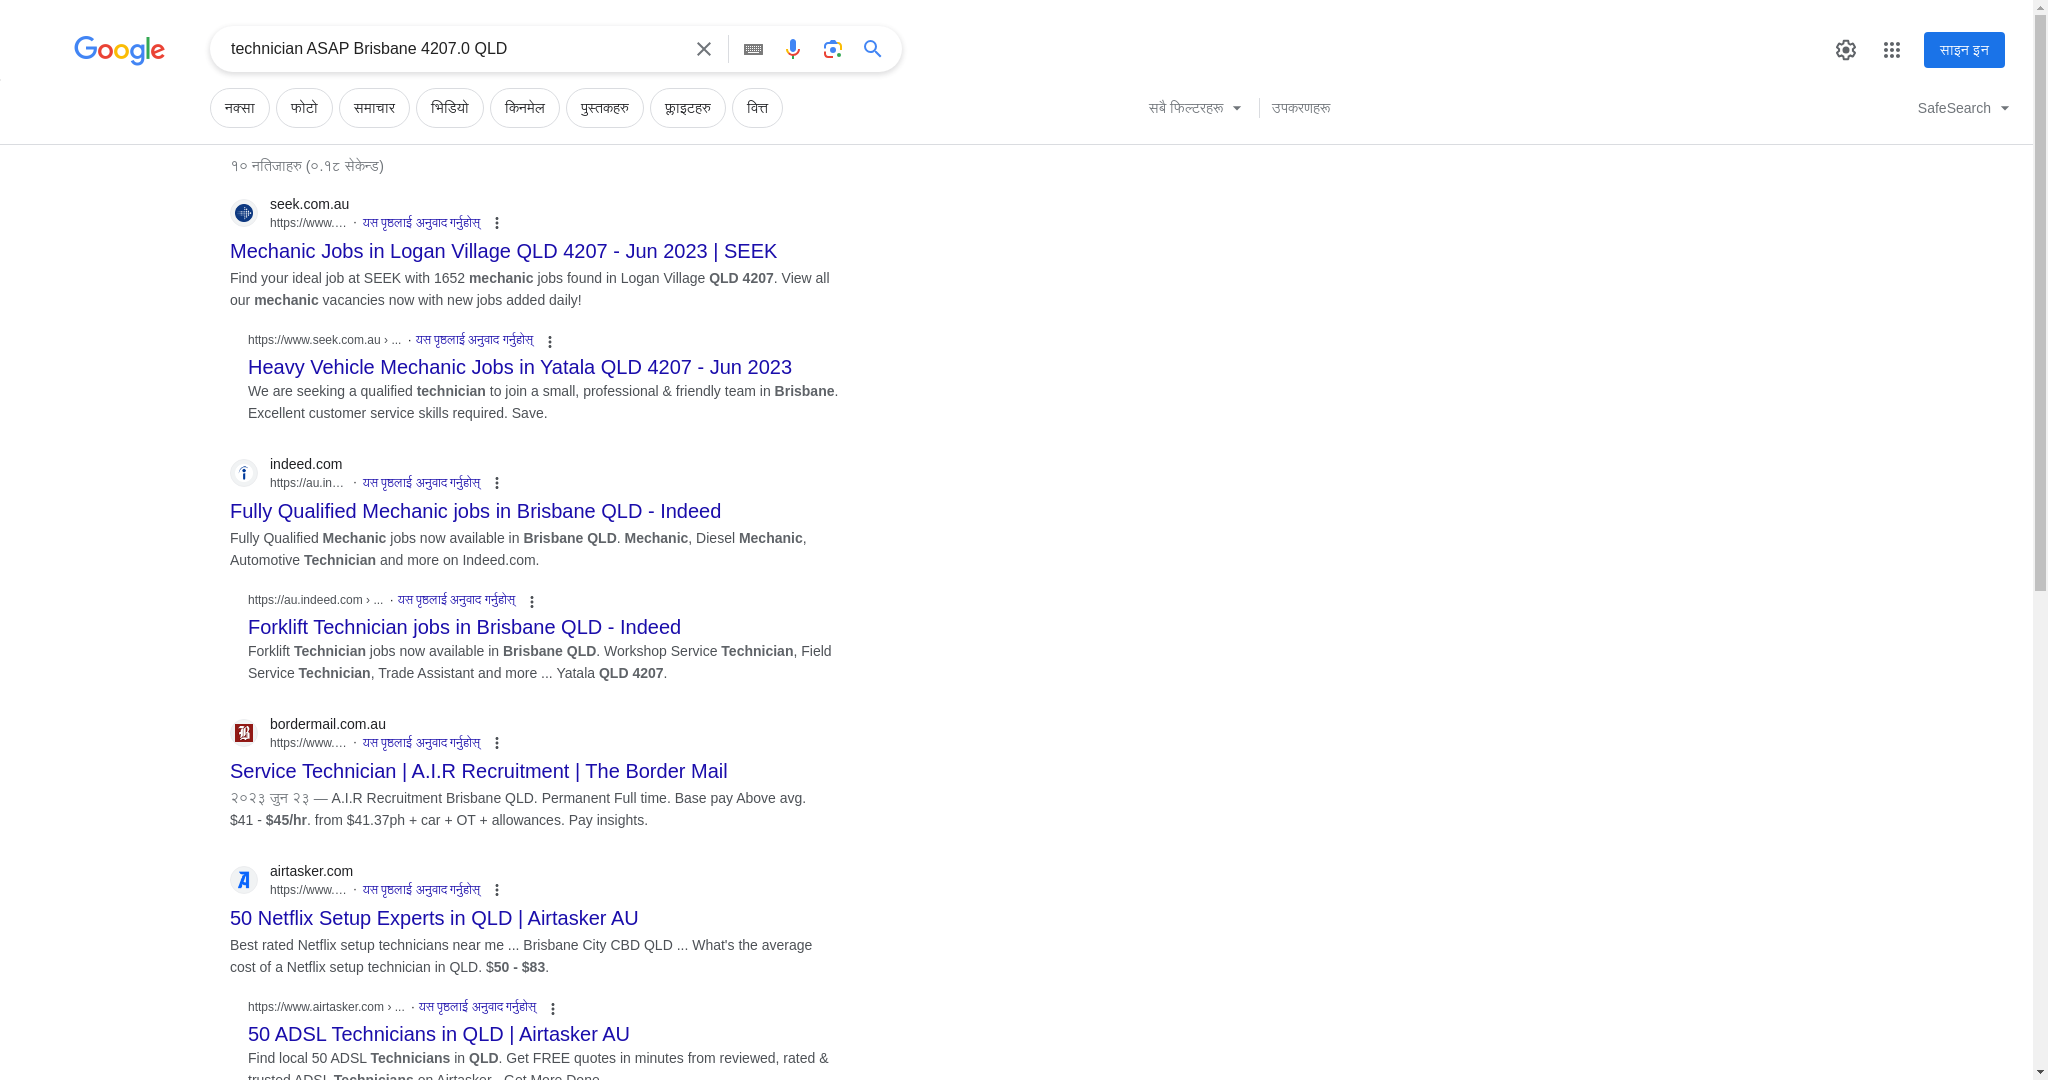 Google
technician ASAP Brisbane 4207.0 QLD
साइन इन
नक्सा
फोटो
समाचार
भिडियो
किनमेल
पुस्तकहरु
फ्लाइटहरु
वित्त
सबै फिल्टरहरू
उपकरणहरू
SafeSearch
१० नतिजाहरु (०.१८ सेकेन्ड)
seek.com.au
https://www.… · यस पृष्ठलाई अनुवाद गर्नुहोस्
Mechanic Jobs in Logan Village QLD 4207 - Jun 2023 | SEEK
Find your ideal job at SEEK with 1652 mechanic jobs found in Logan Village QLD 4207. View all
our mechanic vacancies now with new jobs added daily!
https://www.seek.com.au › ... · यस पृष्ठलाई अनुवाद गर्नुहोस्
Heavy Vehicle Mechanic Jobs in Yatala QLD 4207 - Jun 2023
We are seeking a qualified technician to join a small, professional & friendly team in Brisbane.
Excellent customer service skills required. Save.
indeed.com
https://au.in… · यस पृष्ठलाई अनुवाद गर्नुहोस्
Fully Qualified Mechanic jobs in Brisbane QLD - Indeed
Fully Qualified Mechanic jobs now available in Brisbane QLD. Mechanic, Diesel Mechanic,
Automotive Technician and more on Indeed.com.
https://au.indeed.com › ... · यस पृष्ठलाई अनुवाद गर्नुहोस्
Forklift Technician jobs in Brisbane QLD - Indeed
Forklift Technician jobs now available in Brisbane QLD. Workshop Service Technician, Field
Service Technician, Trade Assistant and more ... Yatala QLD 4207.
bordermail.com.au
https://www.… · यस पृष्ठलाई अनुवाद गर्नुहोस्
Service Technician | A.I.R Recruitment | The Border Mail
२०२३ जुन २३ — A.I.R Recruitment Brisbane QLD. Permanent Full time. Base pay Above avg.
$41 - $45/hr. from $41.37ph + car + OT + allowances. Pay insights.
airtasker.com
https://www.… · यस पृष्ठलाई अनुवाद गर्नुहोस्
50 Netflix Setup Experts in QLD | Airtasker AU
Best rated Netflix setup technicians near me ... Brisbane City CBD QLD ... What's the average
cost of a Netflix setup technician in QLD. $50 - $83.
https://www.airtasker.com › ... · यस पृष्ठलाई अनुवाद गर्नुहोस्
50 ADSL Technicians in QLD | Airtasker AU
Find local 50 ADSL Technicians in QLD. Get FREE quotes in minutes from reviewed, rated &
trusted ADSL Technicians on Airtasker - Get More Done.